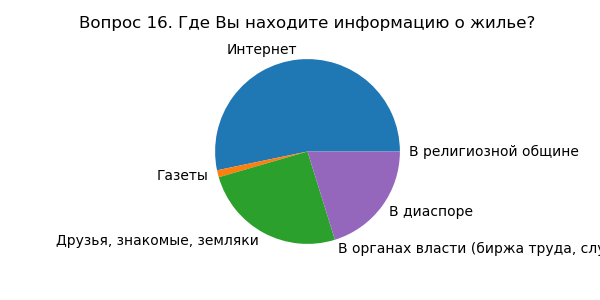 Вопрос 16. Где Вы находите информацию о жилье?
Интернет
В религиозной общине
Газеты
В диаспоре
Друзья, знакомые, земляки
В органах власти (биржа труда,